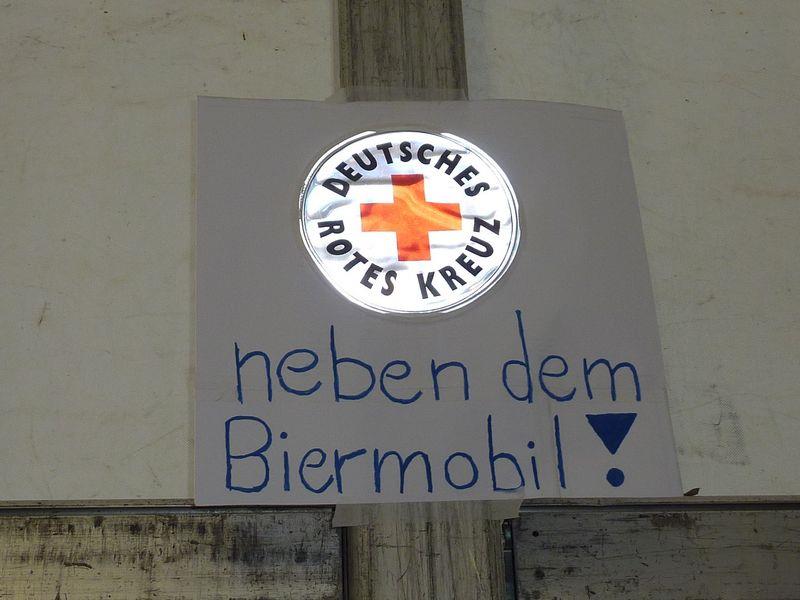 DEUTSCHES
ROTES KREUZ
neben dem
Biermobil!